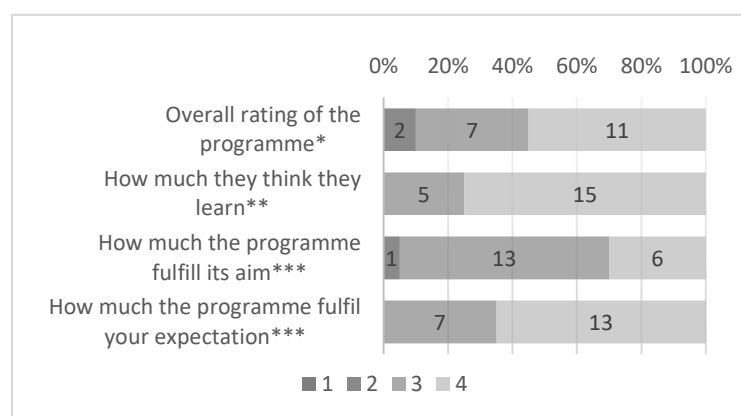 0% 20% 40% 60% 80% 100%
Overall rating of the
programme*
2 7 11
How much they think they
learn**
5 15
How much the programme
fulfill its aim***
1 13 6
How much the programme fulfil
your expectation***
7 13
1 2 3 4